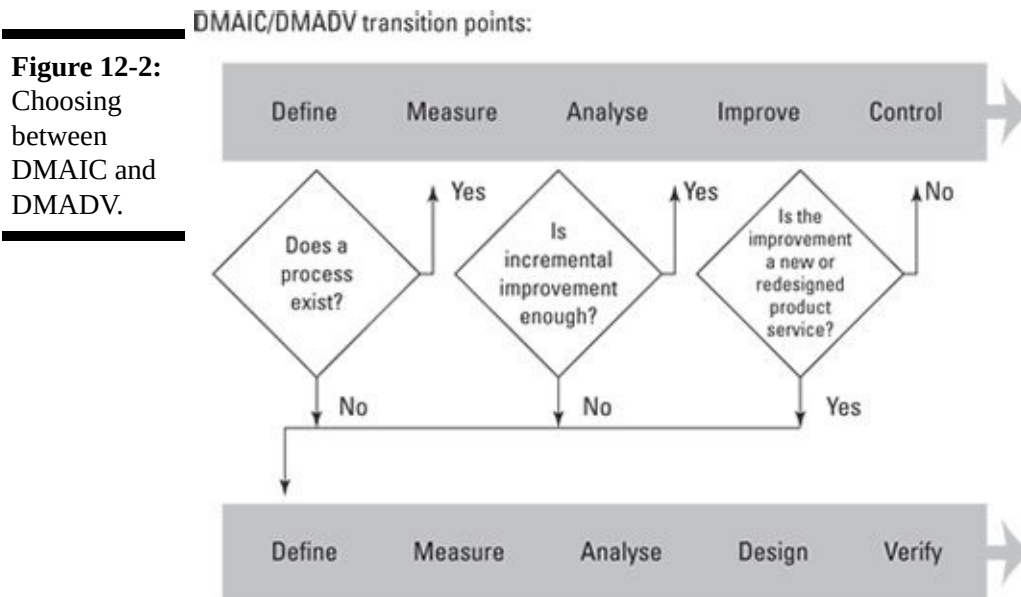 DMAIC/DMADV transition points:
Figure 12-2:
Choosing
between
DMAIC and
DMADV.
Define Measure Analyse Improve Control
Yes
Yes
No
Does a
process
exist?
Is
incremental
improvement
enough?
Is the
improvement
a new or
redesigned
product
service?
No
No
Yes
Define Measure Analyse Design Verify